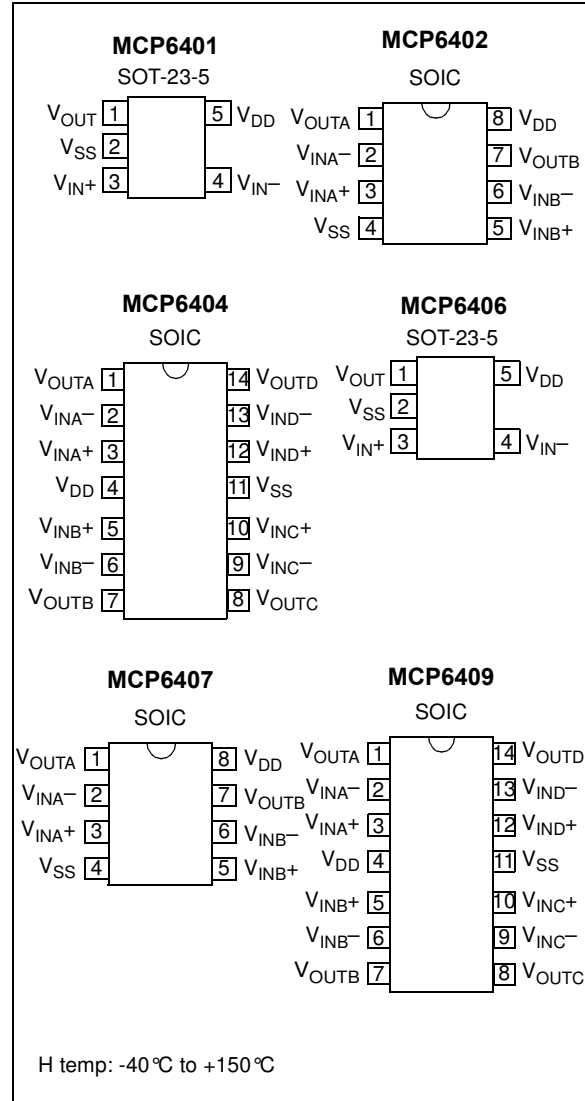 MCP6401
SOT-23-5
VOUT 1 5 VDD
VSS 2
VIN+ 3 4 VIN–
MCP6402
SOIC
VOUTA 1 8 VDD
VINA– 2 7 VOUTB
VINA+ 3 6 VINB–
VSS 4 5 VINB+
MCP6404
SOIC
VOUTA 1 14 VOUTD
VINA– 2 13 VIND–
VINA+ 3 12 VIND+
VDD 4 11 VSS
VINB+ 5 10 VINC+
VINB– 6 9 VINC–
VOUTB 7 8 VOUTC
MCP6406
SOT-23-5
VOUT 1 5 VDD
VSS 2
VIN+ 3 4 VIN–
MCP6407
SOIC
VOUTA 1 8 VDD
VINA– 2 7 VOUTB
VINA+ 3 6 VINB–
VSS 4 5 VINB+
MCP6409
SOIC
VOUTA 1 14 VOUTD
VINA– 2 13 VIND–
VINA+ 3 12 VIND+
VDD 4 11 VSS
VINB+ 5 10 VINC+
VINB– 6 9 VINC–
VOUTB 7 8 VOUTC
H temp: -40°C to +150°C